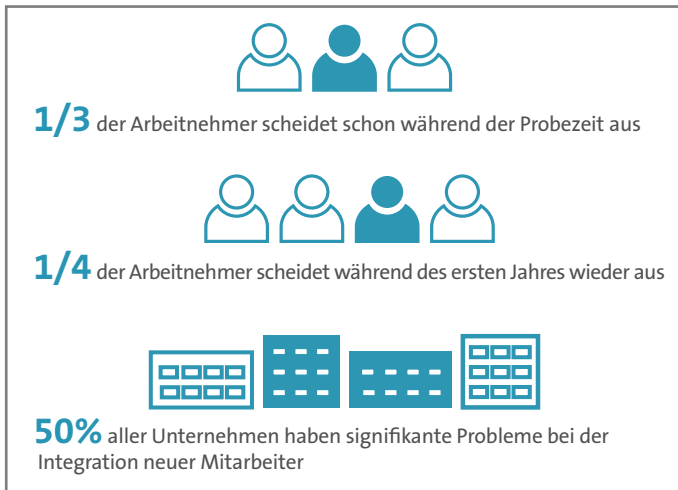 1/3 der Arbeitnehmer scheidet schon während der Probezeit aus
1/4 der Arbeitnehmer scheidet während des ersten Jahres wieder aus
50% aller Unternehmen haben signifikante Probleme bei der
Integration neuer Mitarbeiter